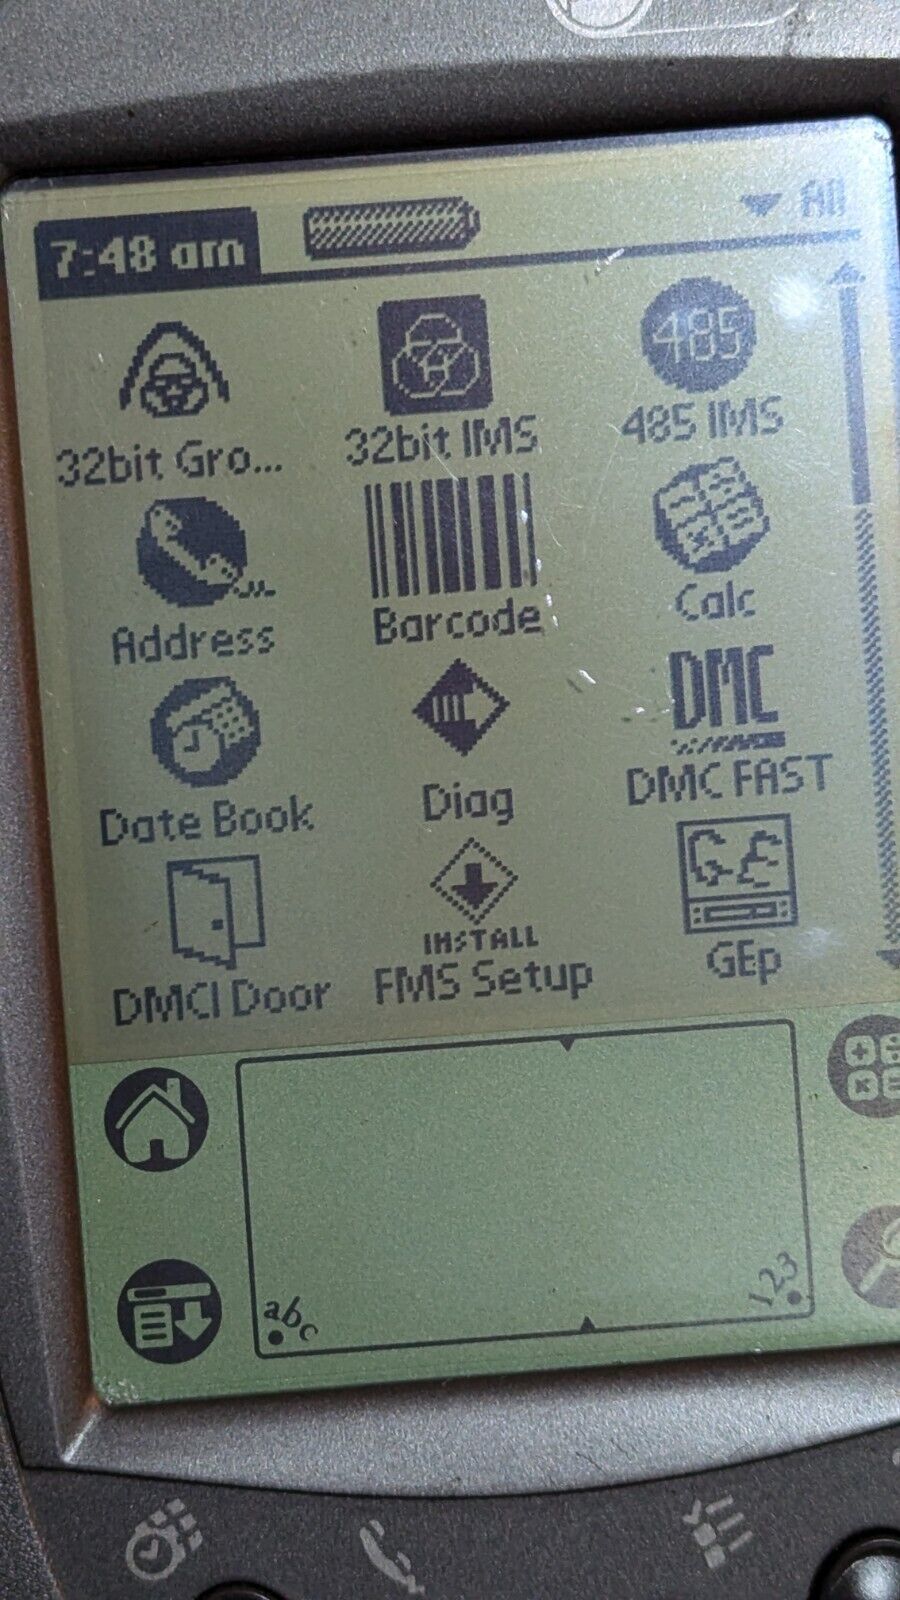 7:48 am
All
485
32bit Gro...
32bit IMS
485 IMS
Address
Barcode
Calc
DMC
Date Book
Diag
DMC FAST
INSTALL
GE
DMCI Door
FMS Setup
GEp
abc
123